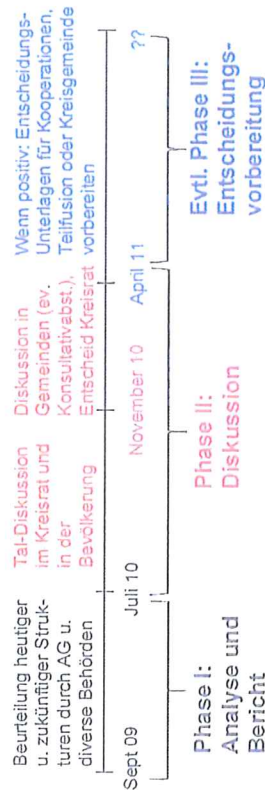 Beurteilung heutiger
u. zukünftiger Struk-
turen durch AG u.
diverse Behörden
Tal-Diskussion
im Kreisrat und
in der
Bevölkerung
Diskussion in
Gemeinden (ev.
Konsultativabst.),
Entscheid Kreisrat
Wenn positiv: Entscheidungs-
Unterlagen für Kooperationen,
Teilfusion oder Kreisgemeinde
vorbereiten
Sept 09
Juli 10
November 10
April 11
??
Phase I:
Analyse und
Bericht
Phase II:
Diskussion
Evtl. Phase III:
Entscheidungs-
vorbereitung